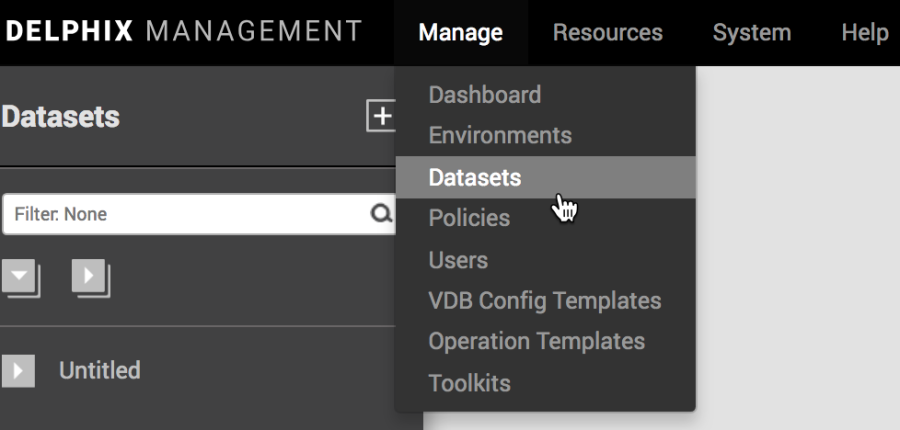 DELPHIX MANAGEMENT Manage Resources System Help
Datasets
Filter: None
Untitled
Dashboard
Environments
Datasets
Policies
Users
VDB Config Templates
Operation Templates
Toolkits